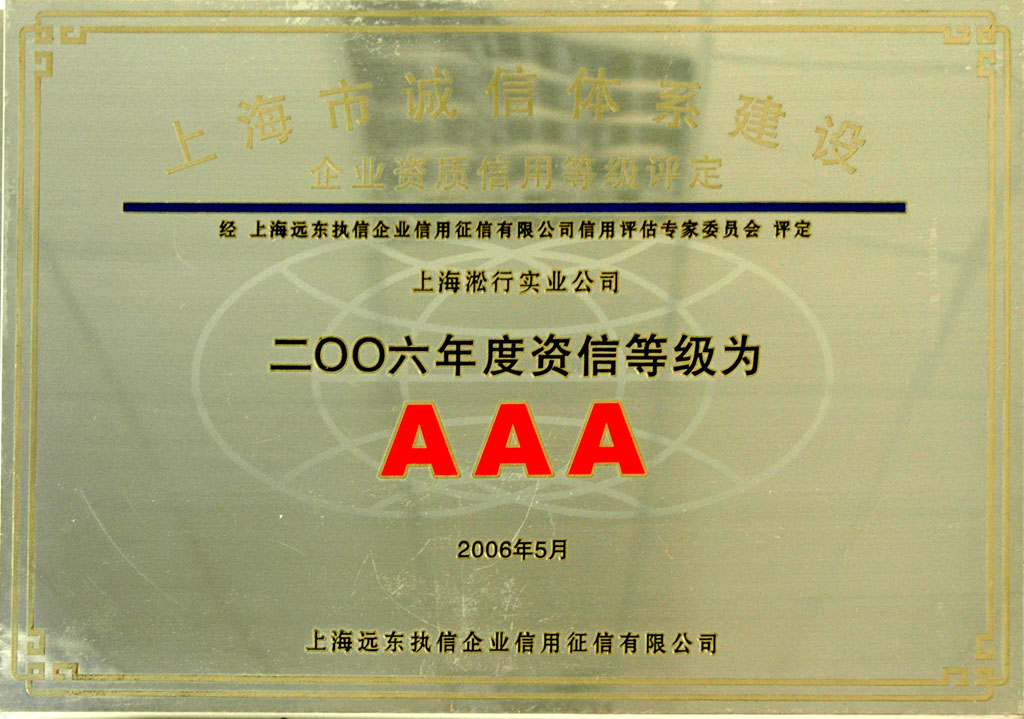 上海市诚信体系建设
企业资质信用等级评定
经 上海远东执信企业信用征信有限公司信用评估专家委员会 评定
上海淞行实业公司
二〇〇六年度资信等级为
AAA
2006年5月
上海远东执信企业信用征信有限公司